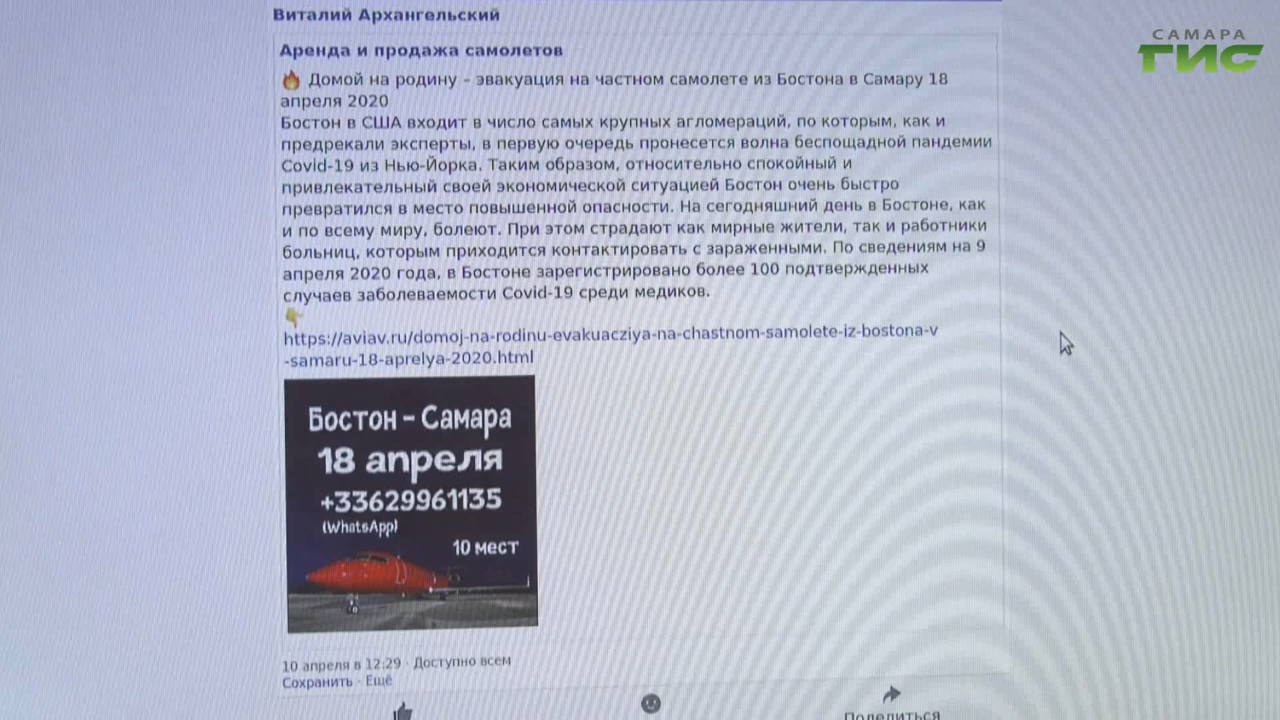 Виталий Архангельский
САМАРА
ГИС
Аренда и продажа самолетов
Домой на родину – эвакуация на частном самолете из Бостона в Самару 18
апреля 2020
Бостон в США входит в число самых крупных агломераций, по которым, как и
предрекали эксперты, в первую очередь пронесется волна беспощадной пандемии
Covid-19 из Нью-Йорка. Таким образом, относительно спокойный и
привлекательный своей экономической ситуацией Бостон очень быстро
превратился в место повышенной опасности. На сегодняшний день в Бостоне, как
и по всему миру, болеют. При этом страдают как мирные жители, так и работники
больниц, которым приходится контактировать с зараженными. По сведениям на 9
апреля 2020 года, в Бостоне зарегистрировано более 100 подтвержденных
случаев заболеваемости Covid-19 среди медиков.
https://aviav.ru/domoj-na-rodinu-evakuacziya-na-chastnom-samolete-iz-bostona-v
-samaru-18-aprelya-2020.html
Бостон – Самара
18 апреля
+33629961135
(WhatsApp)
10 мест
10 апреля в 12:29 · Доступно всем
Сохранить · Ещё
Поделиться